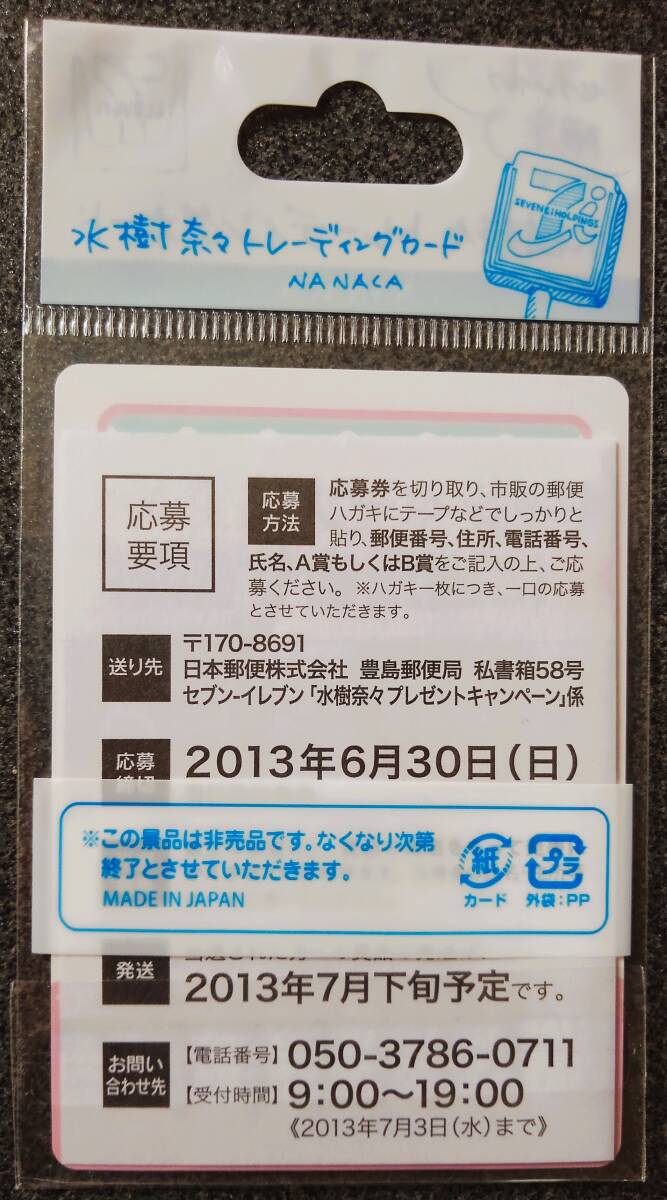 水樹奈々トレーディングカード
NANACA
7&i
SEVEN&i HOLDINGS
応募
要項
応募
方法
応募券を切り取り、市販の郵便
ハガキにテープなどでしっかりと
貼り、郵便番号、住所、電話番号、
氏名、A賞もしくはB賞をご記入の上、ご応
募ください。 ※ハガキ一枚につき、一口の応募
とさせていただきます。
送り先
〒170-8691
日本郵便株式会社 豊島郵便局 私書箱58号
セブン-イレブン「水樹奈々プレゼントキャンペーン」係
応募
締切
2013年6月30日(日)
※この景品は非売品です。なくなり次第
終了とさせていただきます。
MADE IN JAPAN
紙
カード
プラ
外袋:PP
発送
2013年7月下旬予定です。
お問い
合わせ先
【電話番号】 050-3786-0711
【受付時間】 9:00〜19:00
《2013年7月3日(水)まで》